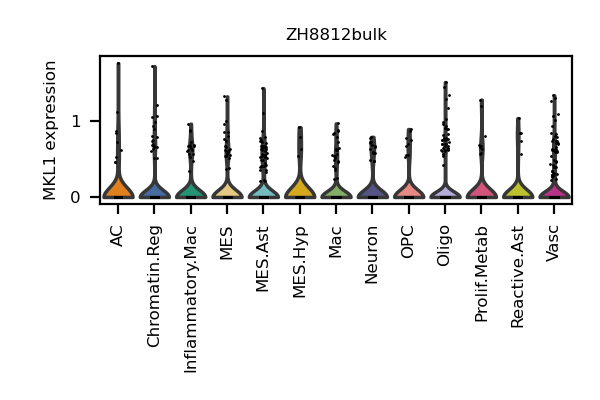 ZH8812bulk
MKL1 expression
1
0
AC
Chromatin.Reg
Inflammatory.Mac
MES
MES.Ast
MES.Hyp
Mac
Neuron
OPC
Oligo
Prolif.Metab
Reactive.Ast
Vasc